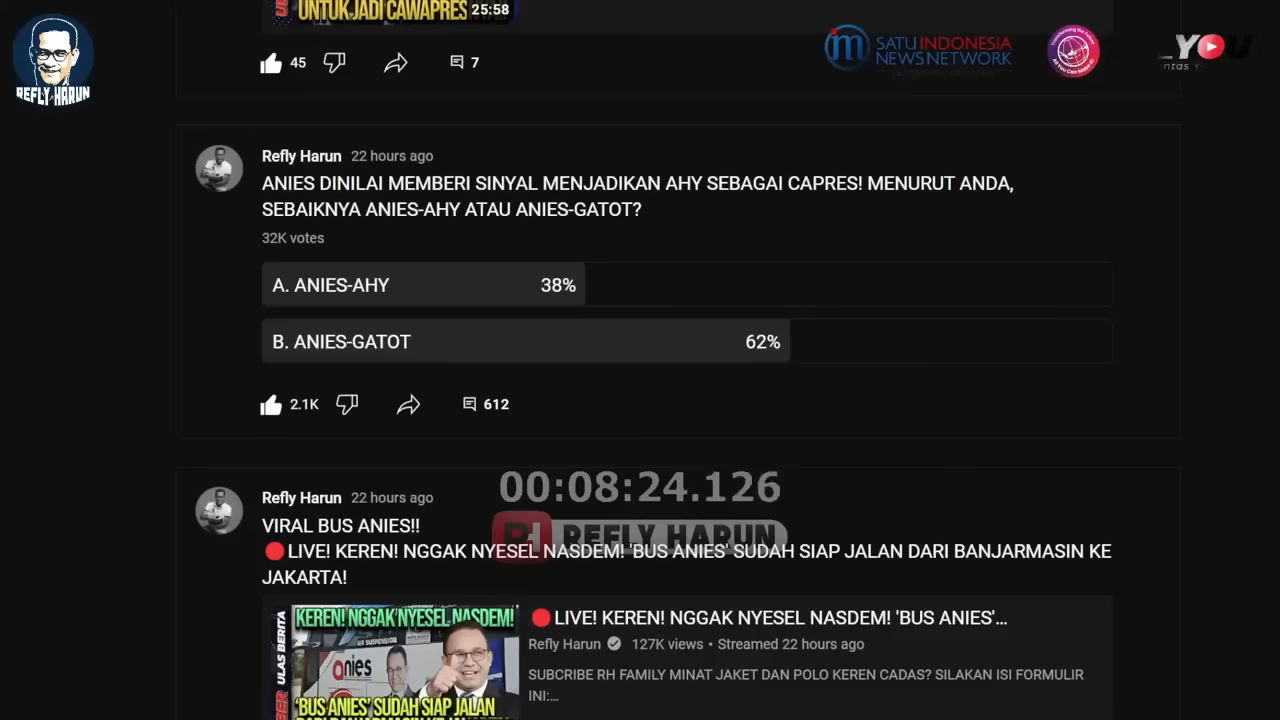 UNTUK JADI CAWAPRES
25:58
45
7
REFLY HARUN
SATU INDONESIA
NEWS NETWORK
Refly Harun 22 hours ago
ANIES DINILAI MEMBERI SINYAL MENJADIKAN AHY SEBAGAI CAPRES! MENURUT ANDA,
SEBAIKNYA ANIES-AHY ATAU ANIES-GATOT?
32K votes
A. ANIES-AHY 38%
B. ANIES-GATOT 62%
2.1K
612
00:08:24.126
REFLY HARUN
Refly Harun 22 hours ago
VIRAL BUS ANIES!!
🔴LIVE! KEREN! NGGAK NYESEL NASDEM! 'BUS ANIES' SUDAH SIAP JALAN DARI BANJARMASIN KE
JAKARTA!
ULAS BERITA
KEREN! NGGAK NYESEL NASDEM!
AIR SUSPENSION
anies
'BUS ANIES' SUDAH SIAP JALAN
🔴LIVE! KEREN! NGGAK NYESEL NASDEM! 'BUS ANIES'...
Refly Harun 127K views • Streamed 22 hours ago
SUBCRIBE RH FAMILY MINAT JAKET DAN POLO KEREN CADAS? SILAKAN ISI FORMULIR
INI:...